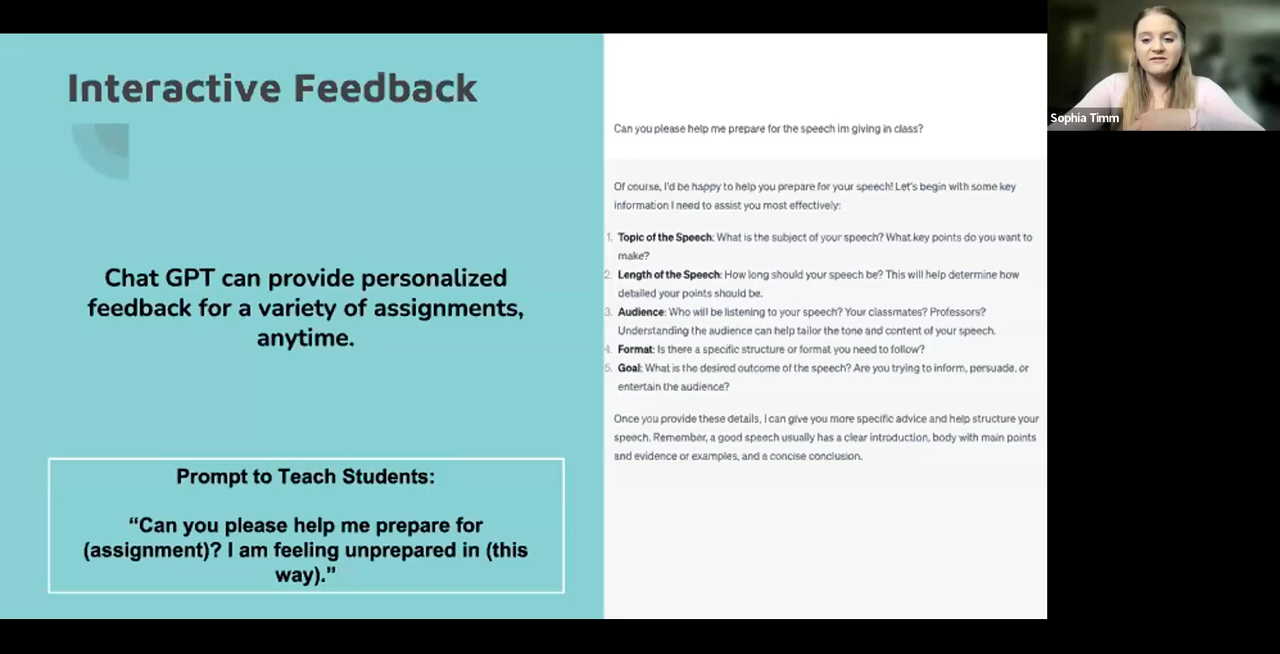 Interactive Feedback
Chat GPT can provide personalized
feedback for a variety of assignments,
anytime.
Prompt to Teach Students:
“Can you please help me prepare for
(assignment)? I am feeling unprepared in (this
way).”
Can you please help me prepare for the speech im giving in class?
Of course, I'd be happy to help you prepare for your speech! Let's begin with some key
information I need to assist you most effectively:
1. Topic of the Speech: What is the subject of your speech? What key points do you want to
make?
2. Length of the Speech: How long should your speech be? This will help determine how
detailed your points should be.
3. Audience: Who will be listening to your speech? Your classmates? Professors?
Understanding the audience can help tailor the tone and content of your speech.
4. Format: Is there a specific structure or format you need to follow?
5. Goal: What is the desired outcome of the speech? Are you trying to inform, persuade, or
entertain the audience?
Once you provide these details, I can give you more specific advice and help structure your
speech. Remember, a good speech usually has a clear introduction, body with main points
and evidence or examples, and a concise conclusion.
Sophia Timm